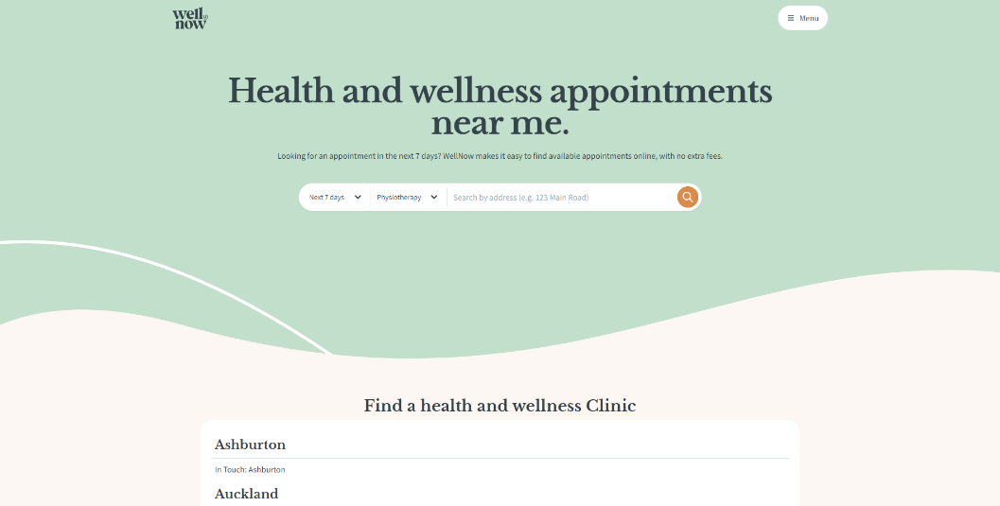 well
now
Menu
Health and wellness appointments
near me.
Looking for an appointment in the next 7 days? WellNow makes it easy to find available appointments online, with no extra fees.
Next 7 days
Physiotherapy
Search by address (e.g. 123 Main Road)
Find a health and wellness Clinic
Ashburton
In Touch: Ashburton
Auckland